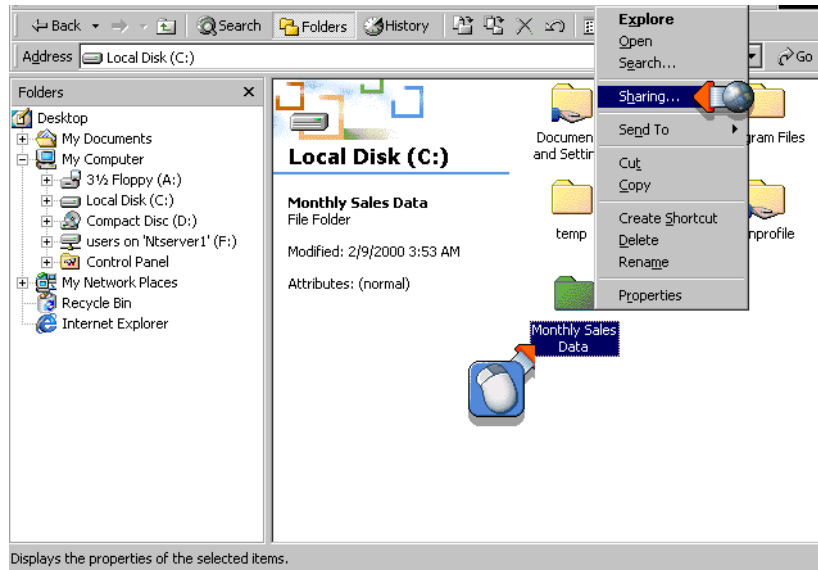 Back
Search
Folders
History
Address Local Disk (C:)
Go
Folders
Desktop
My Documents
My Computer
3½ Floppy (A:)
Local Disk (C:)
Compact Disc (D:)
users on 'Ntserver1' (F:)
Control Panel
My Network Places
Recycle Bin
Internet Explorer
Local Disk (C:)
Monthly Sales Data
File Folder
Modified: 2/9/2000 3:53 AM
Attributes: (normal)
Documen
and Settin
gram Files
temp
nprofile
Monthly Sales
Data
Explore
Open
Search...
Sharing...
Send To
Cut
Copy
Create Shortcut
Delete
Rename
Properties
Displays the properties of the selected items.